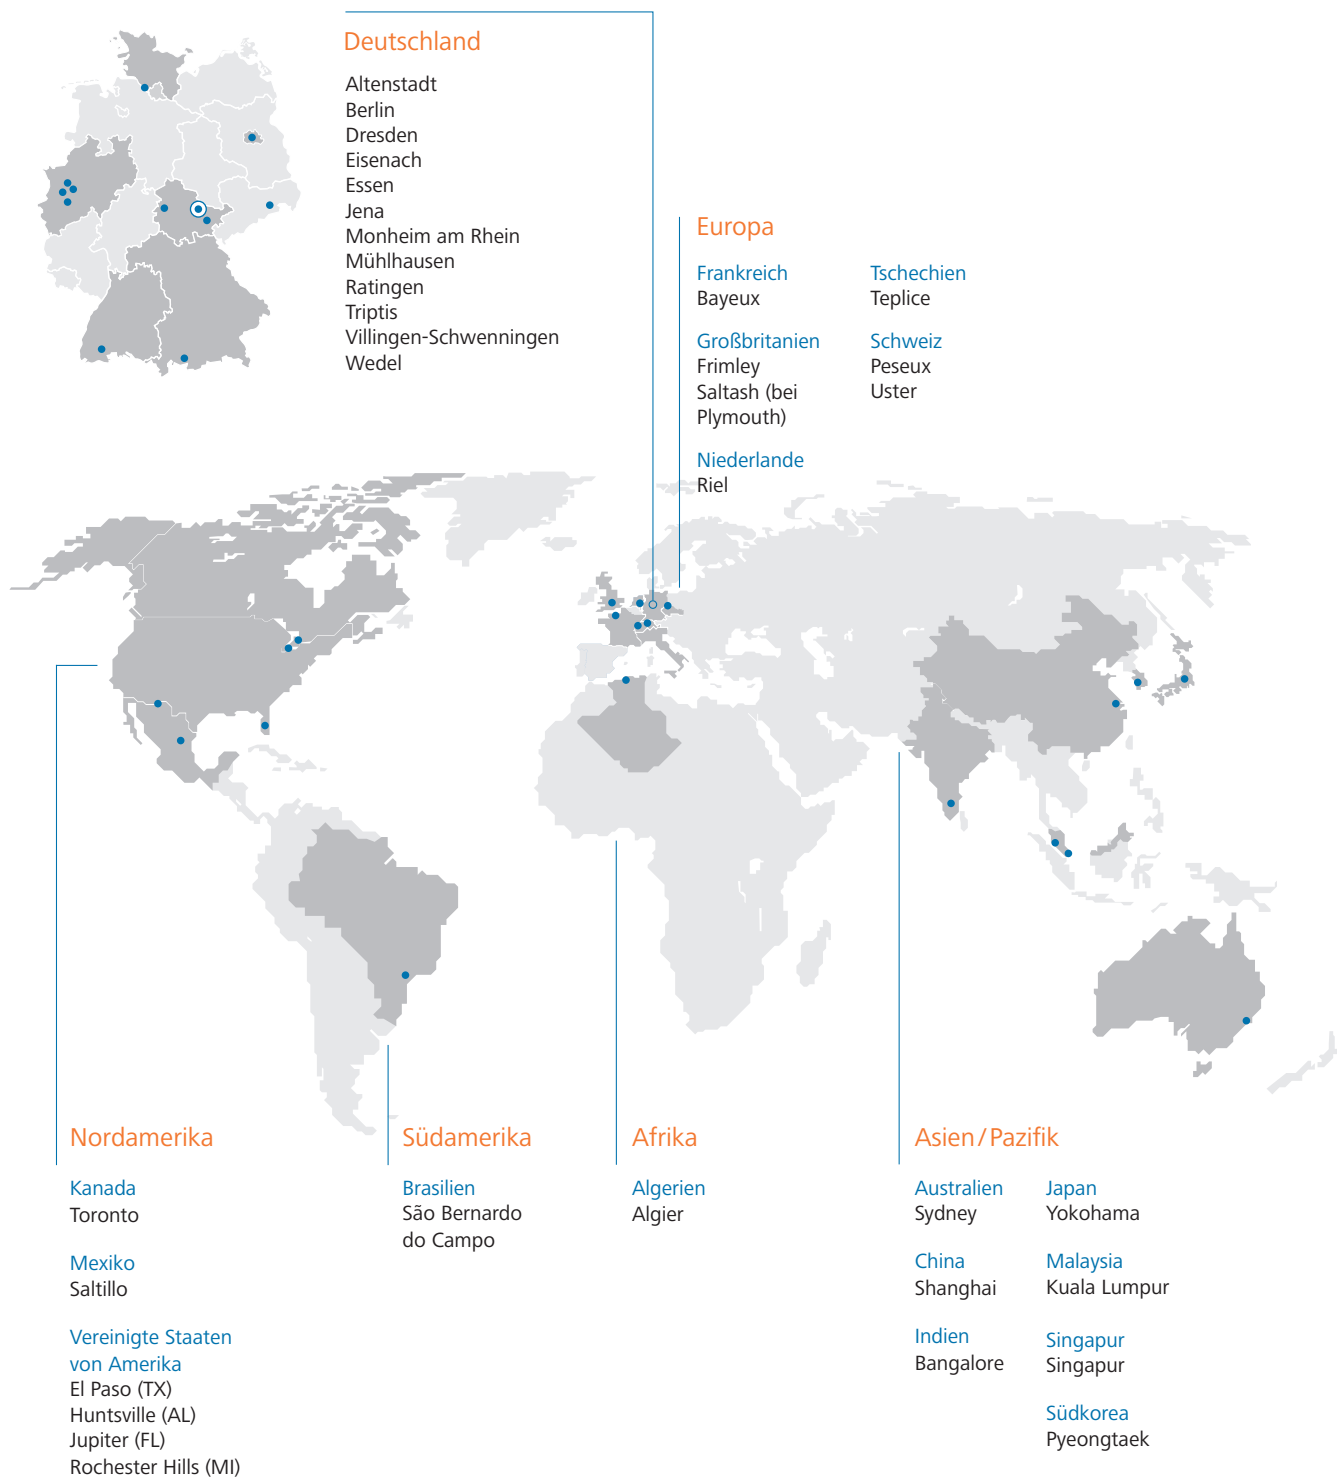 Deutschland
Altenstadt
Berlin
Dresden
Eisenach
Essen
Jena
Monheim am Rhein
Mühlhausen
Ratingen
Triptis
Villingen-Schwenningen
Wedel
Europa
Frankreich
Bayeux
Großbritanien
Frimley
Saltash (bei
Plymouth)
Niederlande
Riel
Tschechien
Teplice
Schweiz
Peseux
Uster
Nordamerika
Kanada
Toronto
Mexiko
Saltillo
Vereinigte Staaten
von Amerika
El Paso (TX)
Huntsville (AL)
Jupiter (FL)
Rochester Hills (MI)
Südamerika
Brasilien
São Bernardo
do Campo
Afrika
Algerien
Algier
Asien/Pazifik
Australien
Sydney
China
Shanghai
Indien
Bangalore
Japan
Yokohama
Malaysia
Kuala Lumpur
Singapur
Singapur
Südkorea
Pyeongtaek